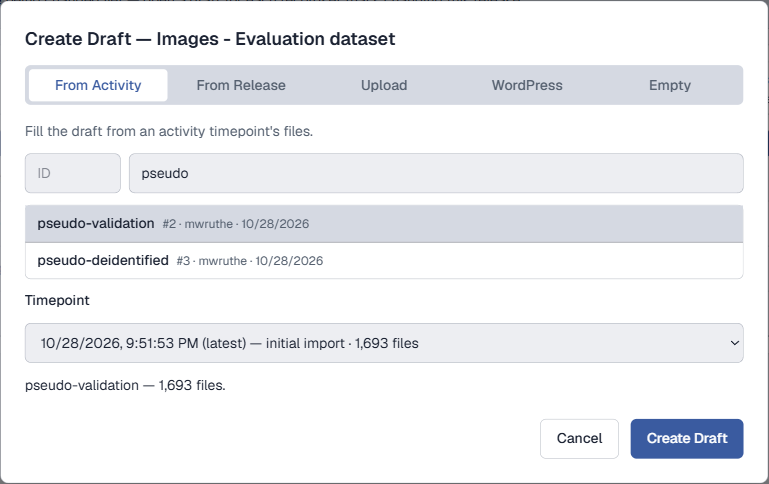 Create Draft — Images - Evaluation dataset
From Activity From Release Upload WordPress Empty
Fill the draft from an activity timepoint's files.
ID pseudo
pseudo-validation #2 · mwruthe · 10/28/2026
pseudo-deidentified #3 · mwruthe · 10/28/2026
Timepoint
10/28/2026, 9:51:53 PM (latest) — initial import · 1,693 files
pseudo-validation — 1,693 files.
Cancel Create Draft